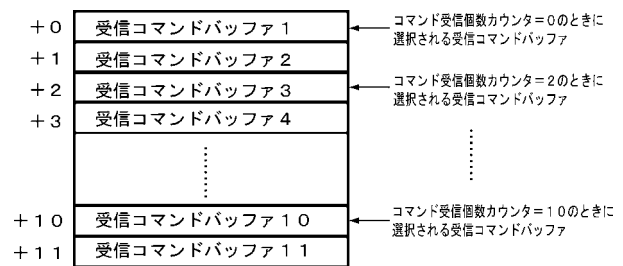 +0 受信コマンドバッファ1
コマンド受信個数カウンター=0のときに
選択される受信コマンドバッファ
+1 受信コマンドバッファ2
+2 受信コマンドバッファ3
コマンド受信個数カウンター=2のときに
選択される受信コマンドバッファ
+3 受信コマンドバッファ4
+10 受信コマンドバッファ10
コマンド受信個数カウンター=10のときに
選択される受信コマンドバッファ
+11 受信コマンドバッファ11